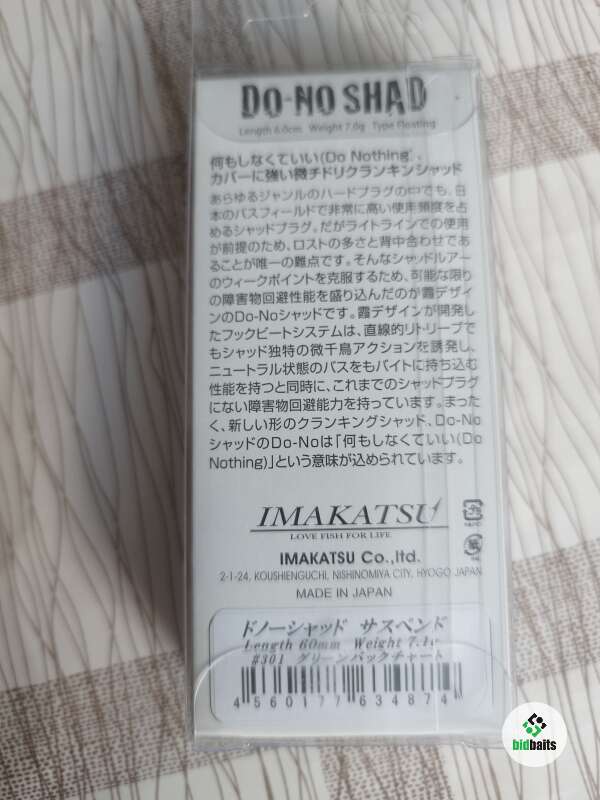 DO-NO SHAD
Length 6.0cm Weight 7.0g Type Floating
何もしなくていい(Do Nothing)、
カバーに強い微チドリクランキンシャッド
あらゆるジャンルのハードプラグの中でも、日
本のバスフィールドで非常に高い使用頻度を占
めるシャッドプラグ。だがライトラインでの使用
が前提のため、ロストの多さと背中合わせであ
ることが唯一の難点です。そんなシャッドルアー
のウィークポイントを克服するため、可能な限り
の障害物回避性能を盛り込んだのが霞デザイ
ンのDo-Noシャッドです。霞デザインが開発し
たフックビートシステムは、直線的リトリーブで
もシャッド独特の微千鳥アクションを誘発し、
ニュートラル状態のバスをもバイトに持ち込む
性能を持つと同時に、これまでのシャッドプラグ
にない障害物回避能力を持っています。まった
く、新しい形のクランキングシャッド、Do-No
シャッドのDo-Noは「何もしなくていい(Do
Nothing)」という意味が込められています。
IMAKATSU
LOVE FISH FOR LIFE
IMAKATSU Co.,ltd.
2-1-24, KOUSHIENGUCHI, NISHINOMIYA CITY, HYOGO JAPAN
MADE IN JAPAN
ドノーシャッド サスペンド
Length 60mm Weight 7.1g
#301 グリーンバックチャート
4560177634874
bidbaits